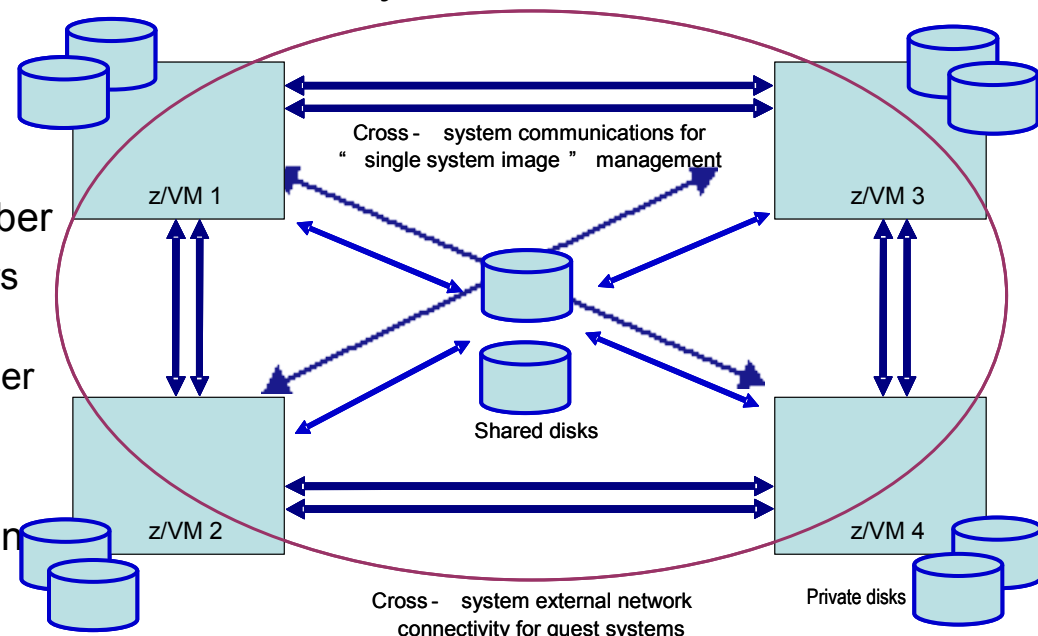 Cross - system communications for
“ single system image ” management
z/VM 1
z/VM 3
ber
s
er
Shared disks
z/VM 2
n
z/VM 4
Private disks
Cross - system external network
connectivity for guest systems